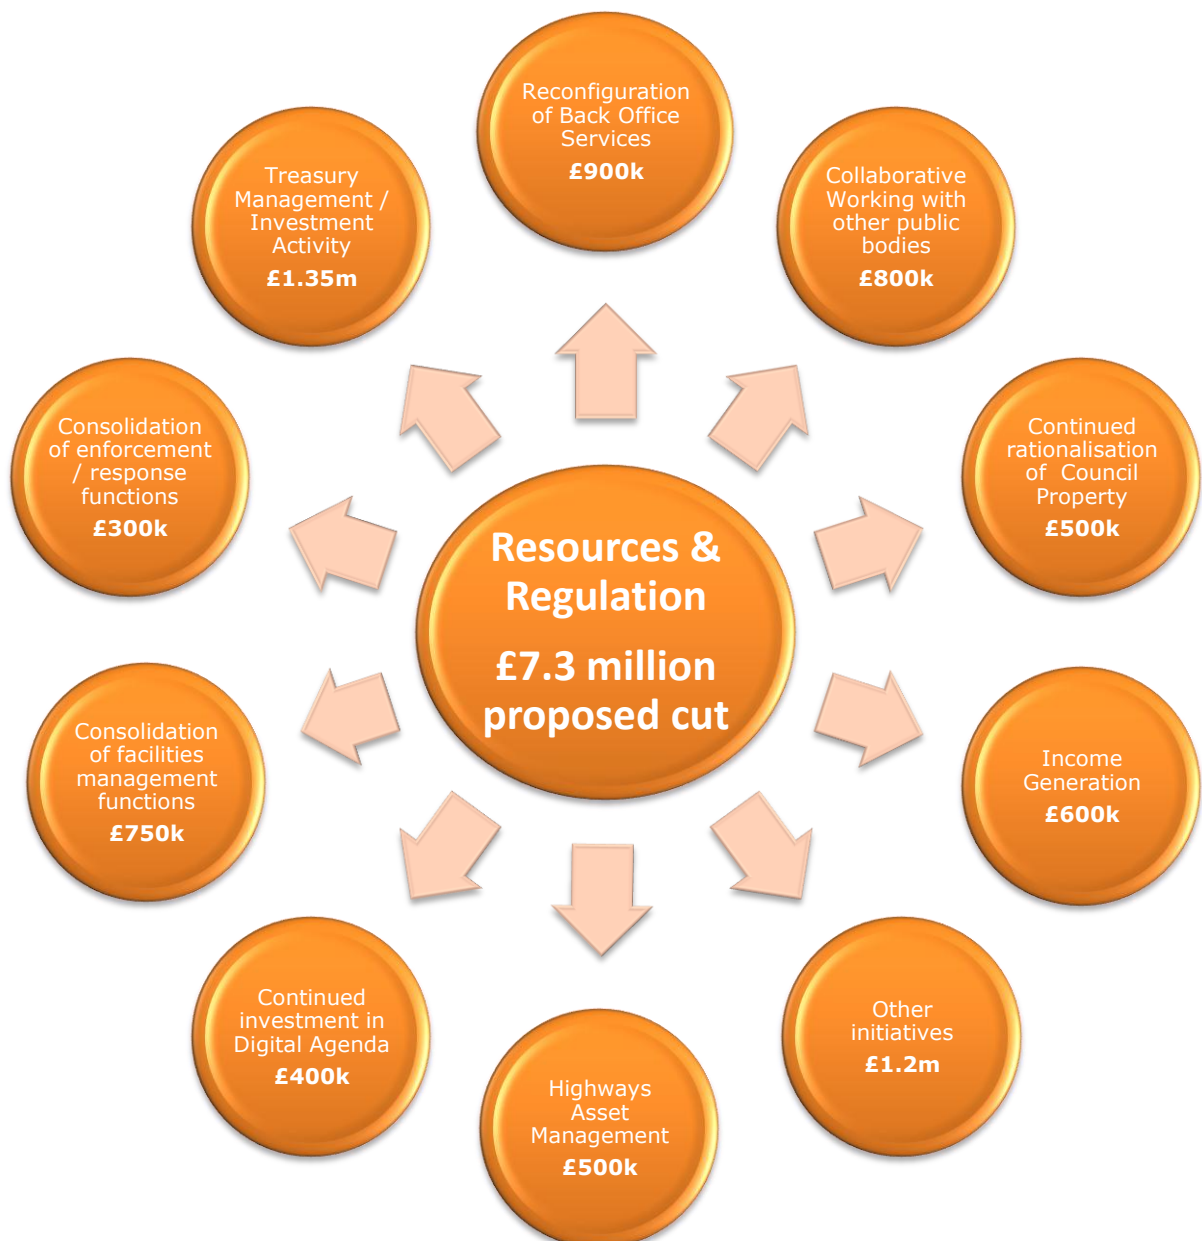 Reconfiguration
of Back Office
Services
£900k
Treasury
Management /
Investment
Activity
£1.35m
Collaborative
Working with
other public
bodies
£800k
Consolidation
of enforcement
/ response
functions
£300k
Continued
rationalisation
of Council
Property
£500k
Resources &
Regulation
£7.3 million
proposed cut
Consolidation
of facilities
management
functions
£750k
Income
Generation
£600k
Continued
investment in
Digital Agenda
£400k
Other
initiatives
£1.2m
Highways
Asset
Management
£500k